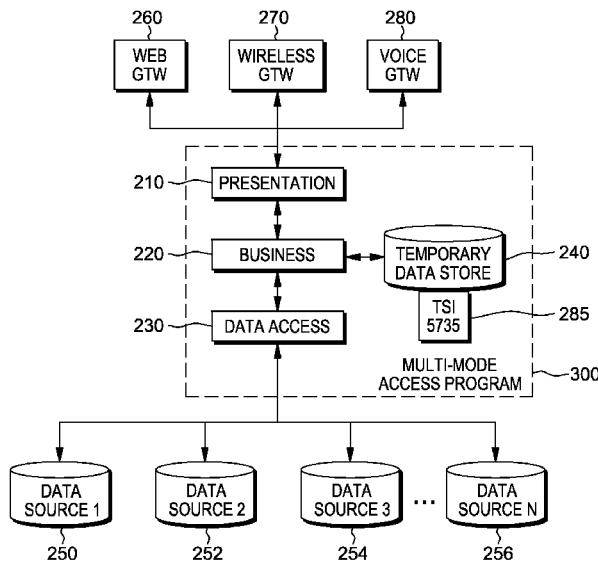 260
270
280
WEB
GTW
WIRELESS
GTW
VOICE
GTW
210
PRESENTATION
220
BUSINESS
TEMPORARY
DATA STORE
240
230
DATA ACCESS
TSI
5735
285
MULTI-MODE
ACCESS PROGRAM
300
DATA
SOURCE 1
DATA
SOURCE 2
DATA
SOURCE 3
...
DATA
SOURCE N
250
252
254
256